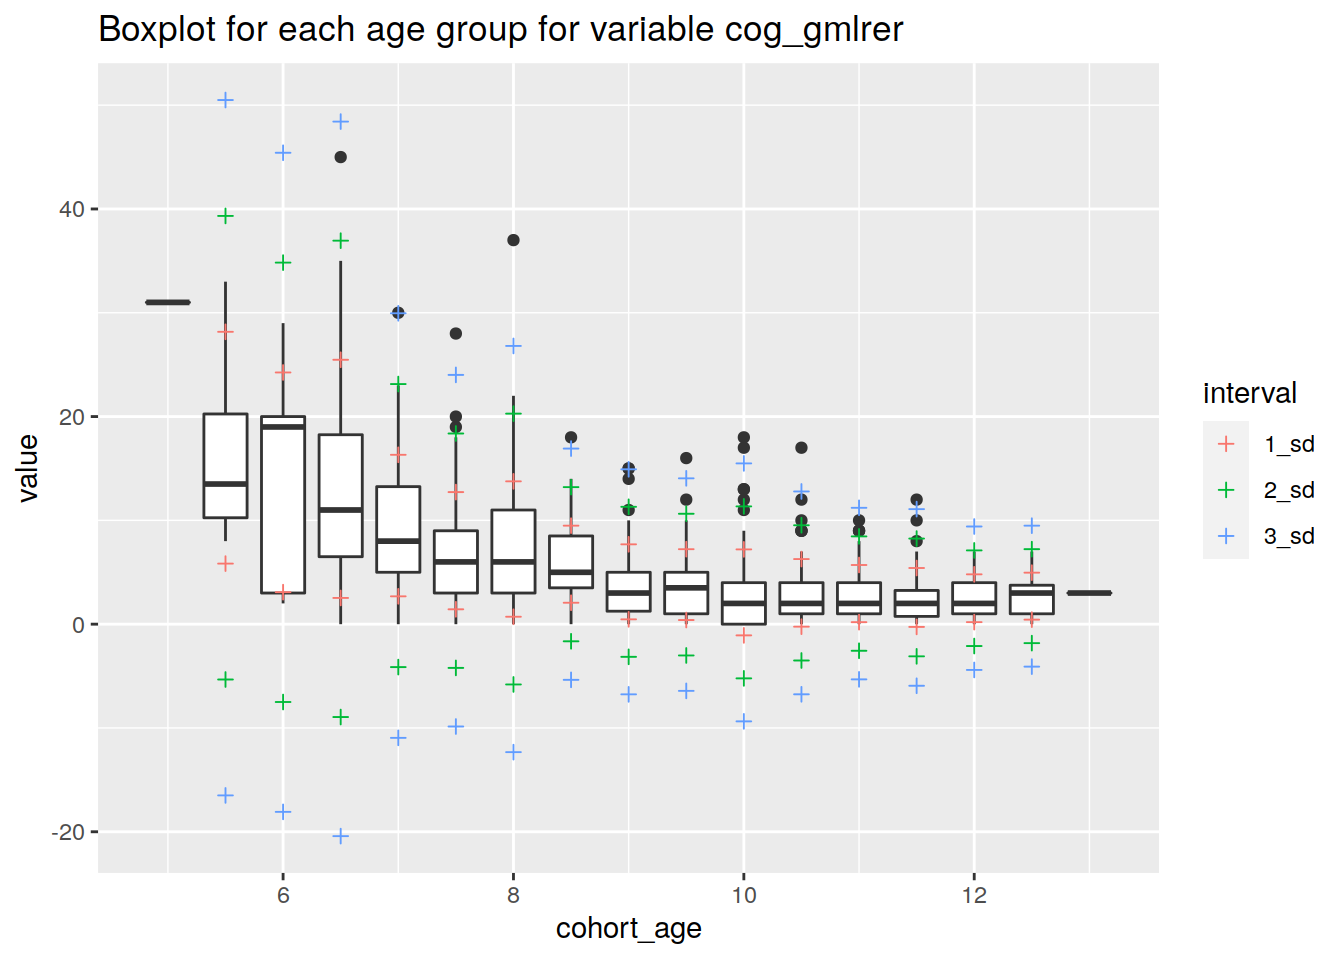 Boxplot for each age group for variable cog_gmlrer
value
40
20
0
-20
6
8
10
12
cohort_age
interval
1_sd
2_sd
3_sd